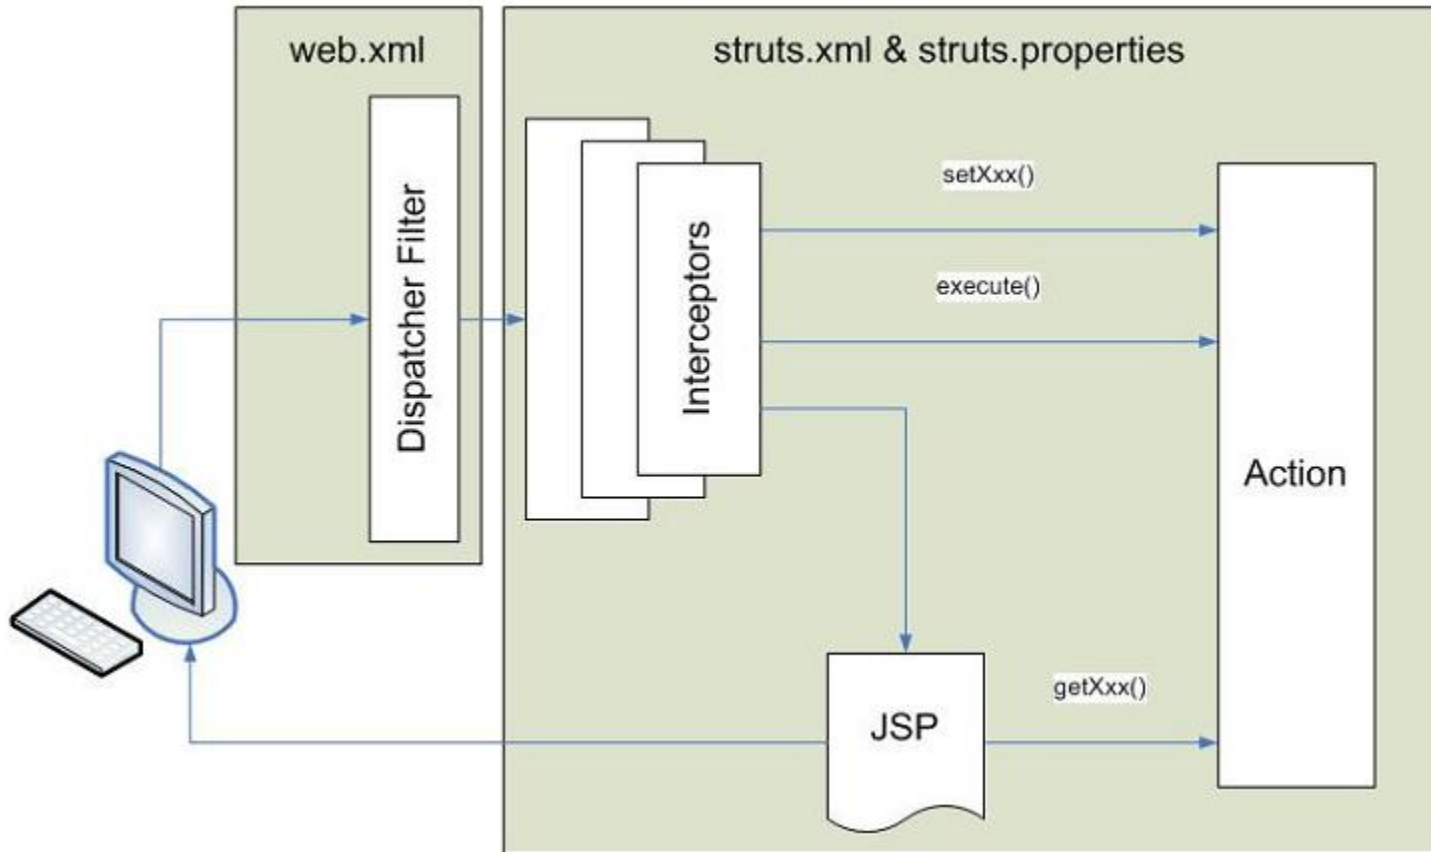 web.xml
struts.xml & struts.properties
Dispatcher Filter
Interceptors
setXxx()
execute()
Action
getXxx()
JSP